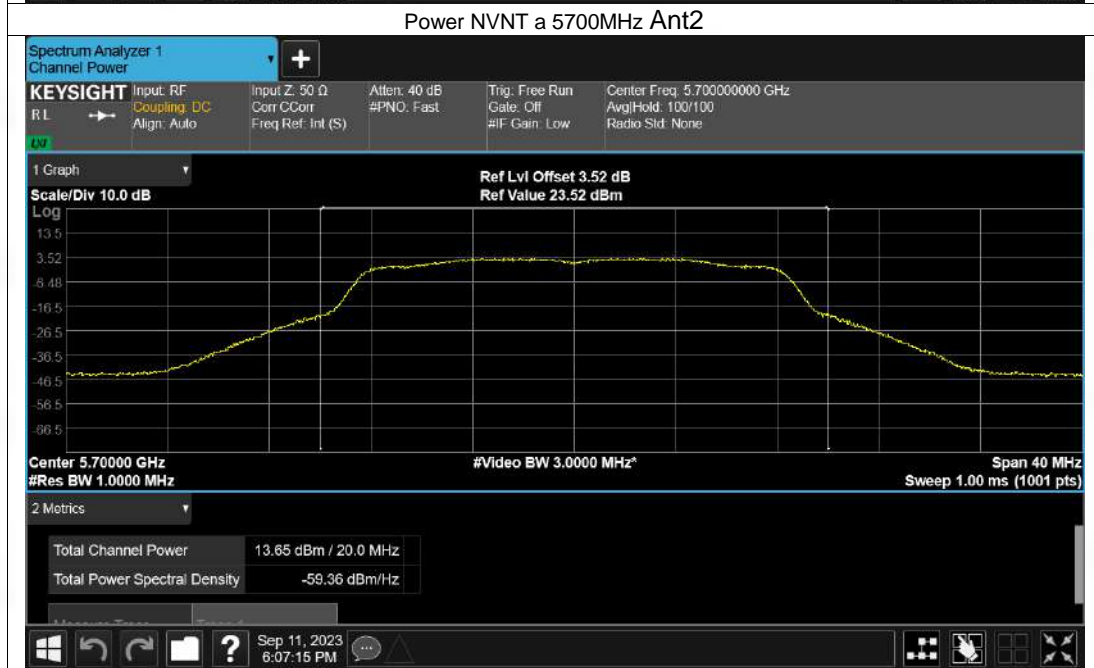 Power NVNT a 5700MHz Ant2
Spectrum Analyzer 1
Channel Power
+
KEYSIGHT
R L
LXI
Input: RF
Coupling: DC
Align: Auto
Input Z: 50 Ω
Corr CCorr
Freq Ref: Int (S)
Atten: 40 dB
#PNO: Fast
Trig: Free Run
Gate: Off
#IF Gain: Low
Center Freq: 5.700000000 GHz
Avg|Hold: 100/100
Radio Std: None
1 Graph
Ref Lvl Offset 3.52 dB
Scale/Div 10.0 dB
Ref Value 23.52 dBm
Log
13.5
3.52
-6.48
-16.5
-26.5
-36.5
-46.5
-56.5
-66.5
Center 5.70000 GHz
#Video BW 3.0000 MHz*
Span 40 MHz
#Res BW 1.0000 MHz
Sweep 1.00 ms (1001 pts)
2 Metrics
Total Channel Power 13.65 dBm / 20.0 MHz
Total Power Spectral Density -59.36 dBm/Hz
?
Sep 11, 2023
6:07:15 PM